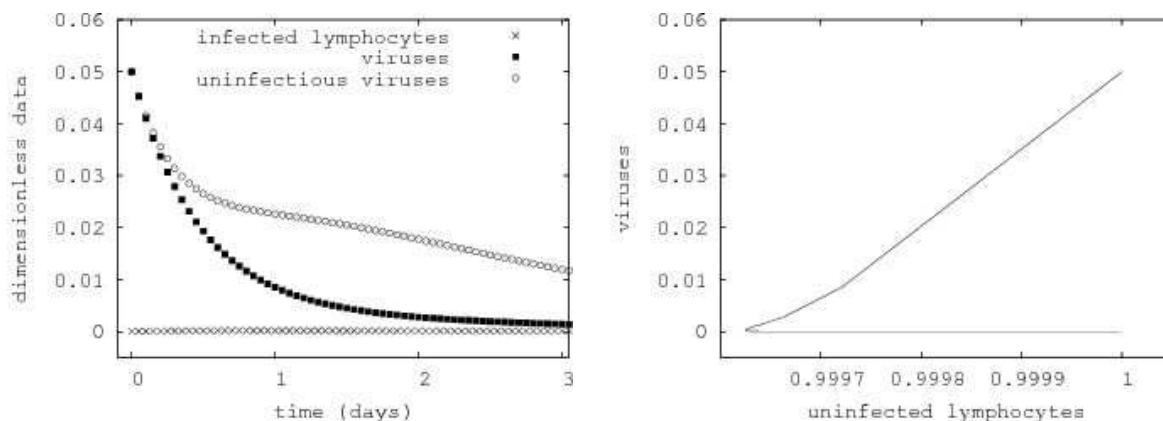 0.06
0.05
0.04
0.03
0.02
0.01
0
dimensionless data
infected lymphocytes
viruses
uninfectious viruses
0 1 2 3
time (days)
0.06
0.05
0.04
0.03
0.02
0.01
0
viruses
0.9997 0.9998 0.9999 1
uninfected lymphocytes